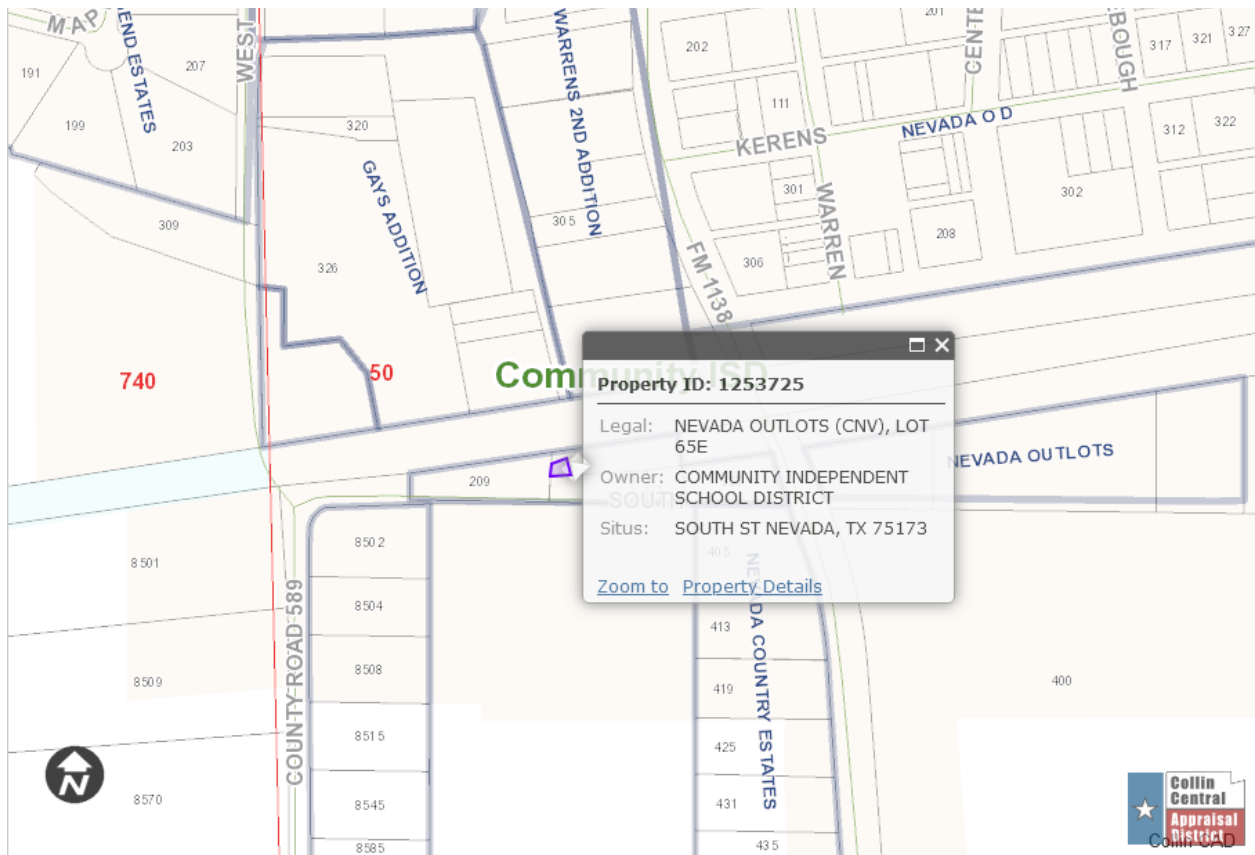 MAP
END ESTATES
WEST
WARRENS 2ND ADDITION
202
201
CENTE
EBOUGH
317
321
327
191
207
199
203
320
111
KERENS
NEVADA O D
312
322
GAYS ADDITION
301
WARREN
302
309
305
208
326
FM 1138
306
740
50
Community ISD
Property ID: 1253725
Legal: NEVADA OUTLOTS (CNV), LOT
65E
Owner: COMMUNITY INDEPENDENT
SCHOOL DISTRICT
Situs: SOUTH ST NEVADA, TX 75173
Zoom to Property Details
NEVADA OUTLOTS
209
SOUTH
8501
8502
405
NEVADA COUNTRY ESTATES
COUNTY ROAD 589
8504
413
8508
8509
419
400
8515
425
8570
8545
431
8585
435
N
Collin
Central
Appraisal
District
Collin CAD